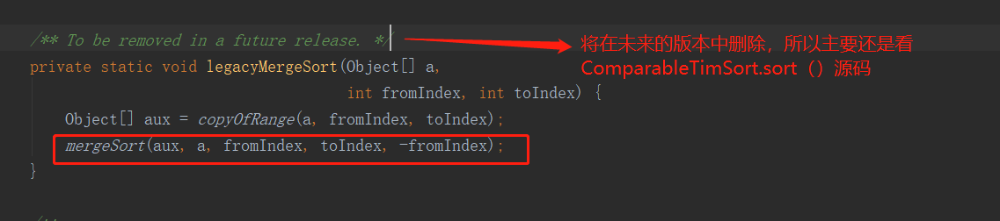 /** To be removed in a future release. */
将在未来的版本中删除，所以主要还是看
ComparableTimSort.sort（）源码
private static void legacyMergeSort(Object[] a,
int fromIndex, int toIndex) {
Object[] aux = copyOfRange(a, fromIndex, toIndex);
mergeSort(aux, a, fromIndex, toIndex, -fromIndex);
}
/**